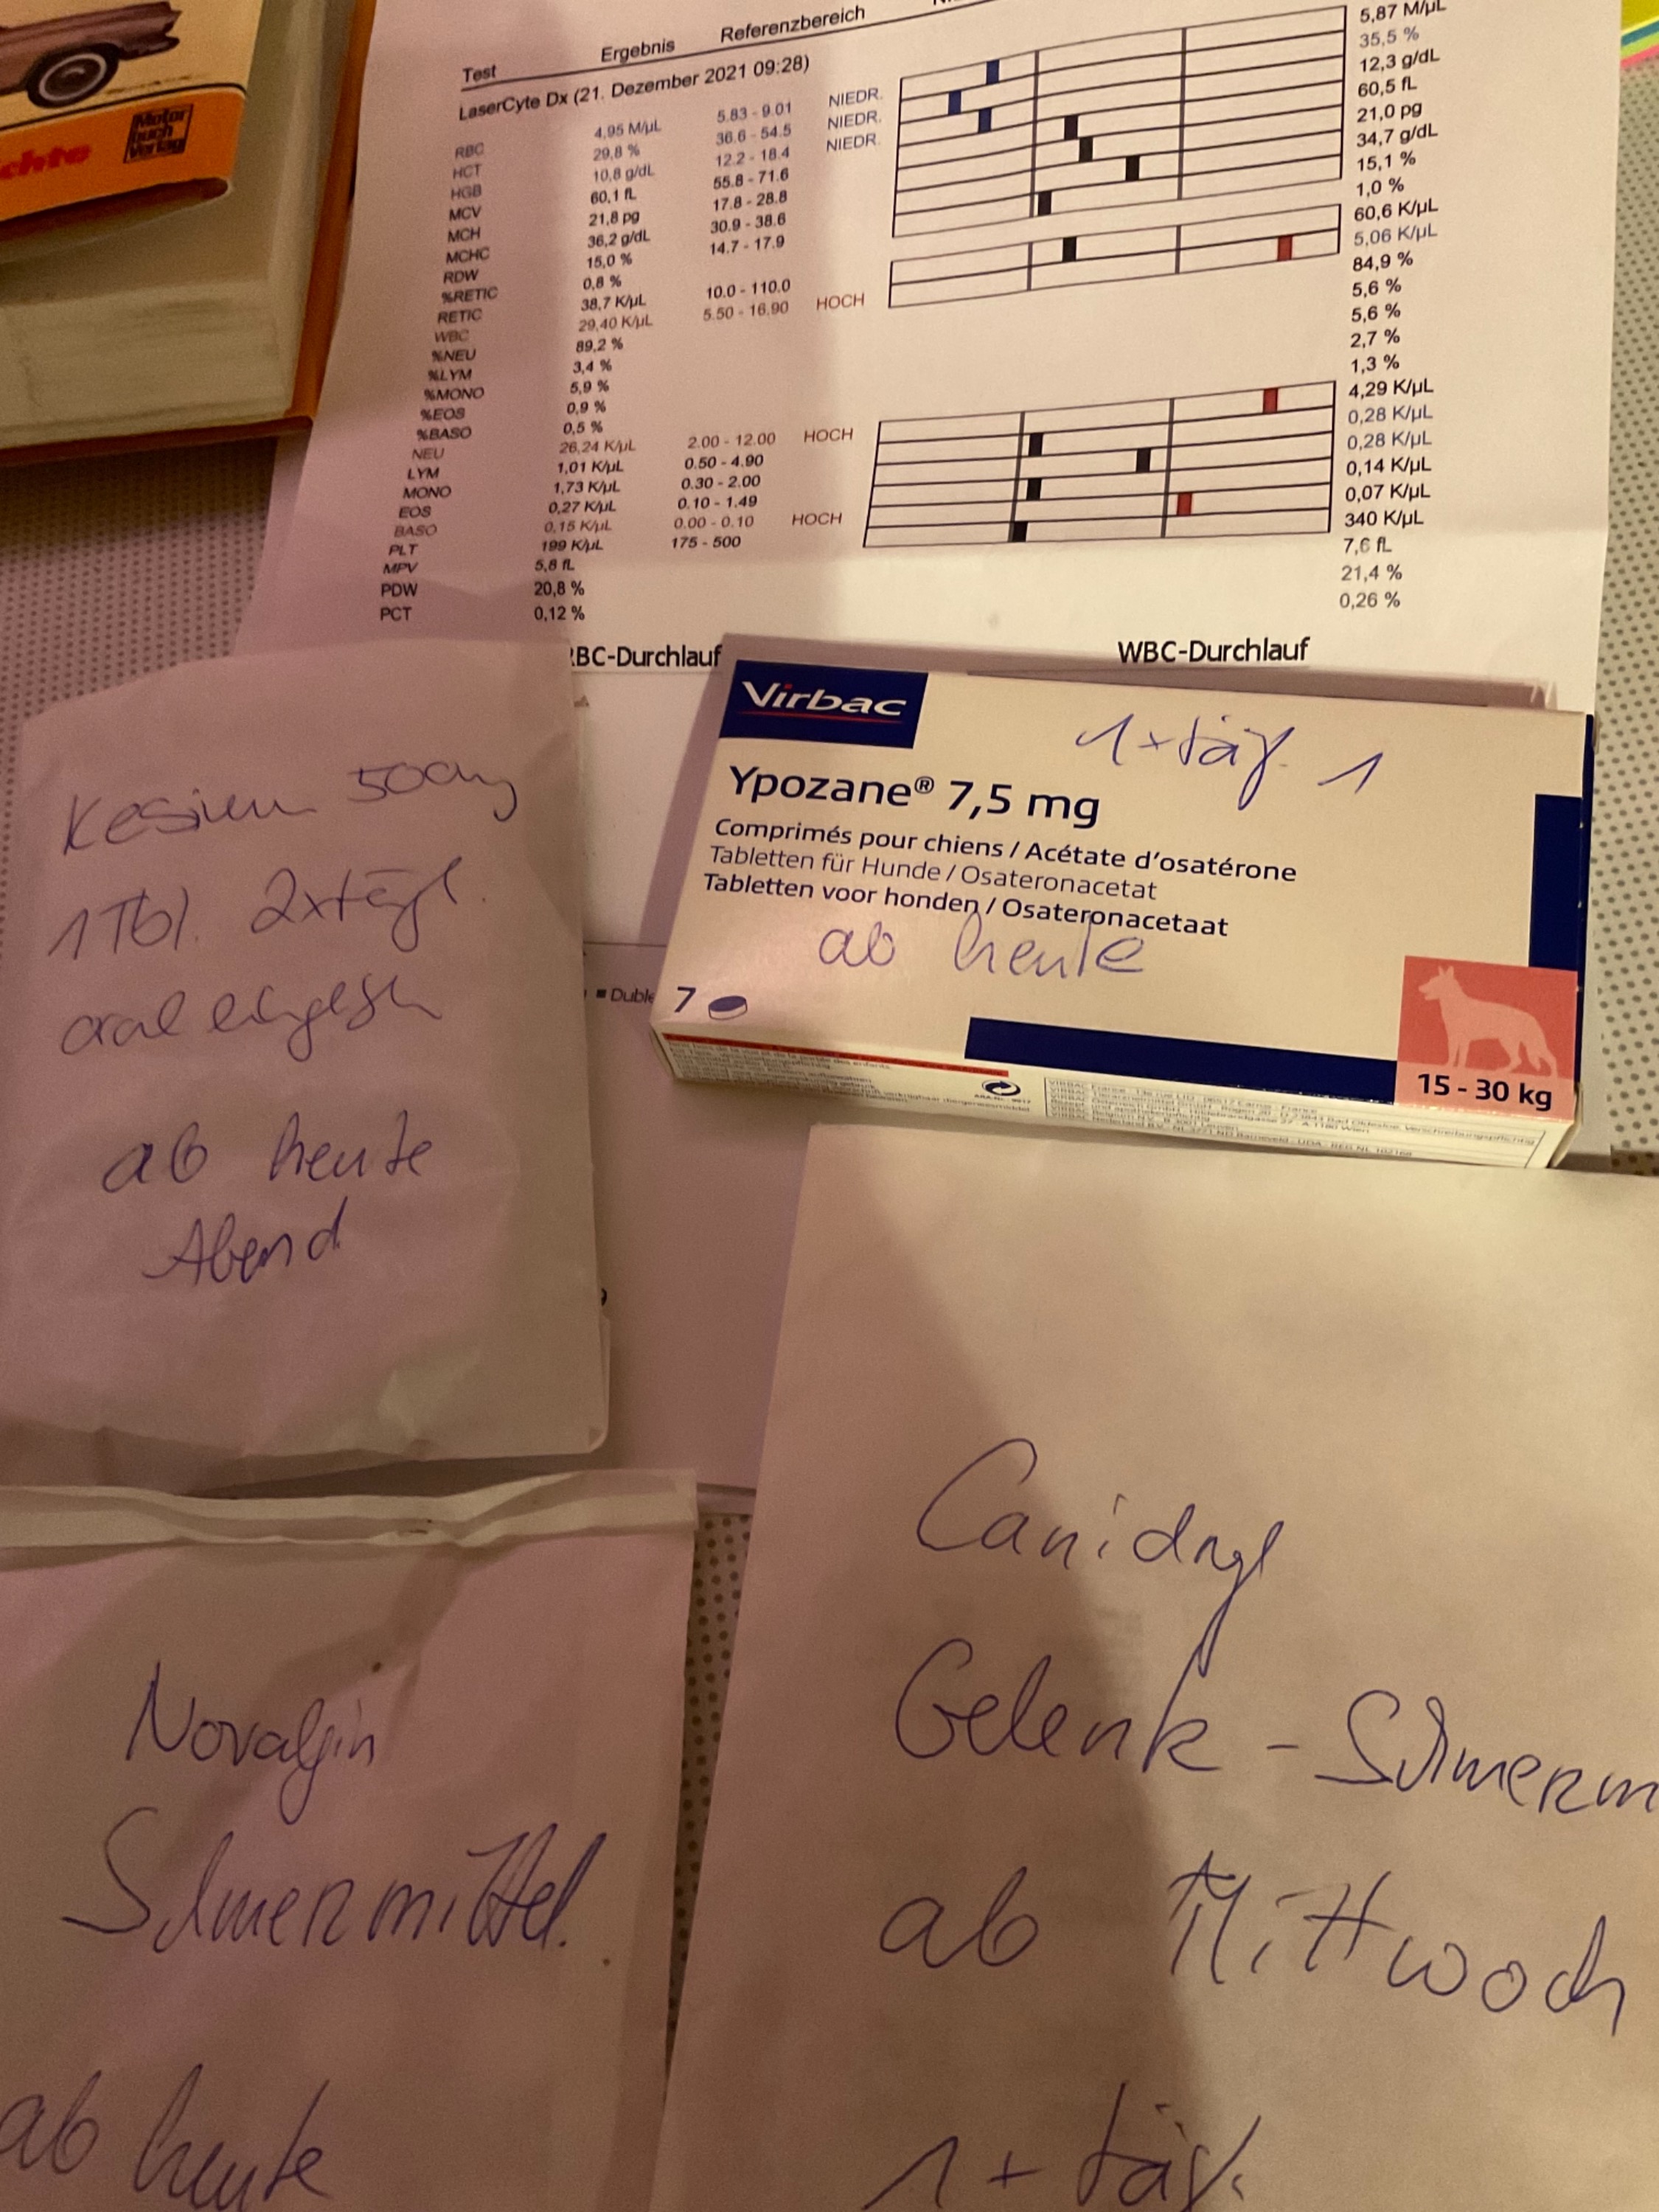 Motor
buch
Verlag
chte
Test Ergebnis Referenzbereich
LaserCyte Dx (21. Dezember 2021 09:28)
RBC 4,95 M/µL 5.83 - 9.01 NIEDR. 5,87 M/µL
HCT 29,8 % 36.6 - 54.5 NIEDR. 35,5 %
HGB 10,8 g/dL 12.2 - 18.4 NIEDR. 12,3 g/dL
MCV 60,1 fL 55.8 - 71.6 60,5 fL
MCH 21,8 pg 17.8 - 28.8 21,0 pg
MCHC 36,2 g/dL 30.9 - 38.6 34,7 g/dL
RDW 15,0 % 14.7 - 17.9 15,1 %
%RETIC 0,8 % 1,0 %
RETIC 38,7 K/µL 10.0 - 110.0 60,6 K/µL
WBC 29,40 K/µL 5.50 - 16.90 HOCH 5,06 K/µL
%NEU 89,2 % 84,9 %
%LYM 3,4 % 5,6 %
%MONO 5,9 % 5,6 %
%EOS 0,9 % 2,7 %
%BASO 0,5 % 1,3 %
NEU 26,24 K/µL 2.00 - 12.00 HOCH 4,29 K/µL
LYM 1,01 K/µL 0.50 - 4.90 0,28 K/µL
MONO 1,73 K/µL 0.30 - 2.00 0,28 K/µL
EOS 0,27 K/µL 0.10 - 1.49 0,14 K/µL
BASO 0,15 K/µL 0.00 - 0.10 HOCH 0,07 K/µL
PLT 199 K/µL 175 - 500 340 K/µL
MPV 5,8 fL 7,6 fL
PDW 20,8 % 21,4 %
PCT 0,12 % 0,26 %
RBC-Durchlauf WBC-Durchlauf
Duble
Virbac
1 x tägl. 1
Ypozane® 7,5 mg
Comprimés pour chiens / Acétate d'osatérone
Tabletten für Hunde / Osateronacetat
Tabletten voor honden / Osateronacetaat
ab heute
7
15 - 30 kg
Kesium 500mg
1 Tbl. 2xtägl.
oral eingeben
ab heute
Abend
Novalgin
Schmerzmittel.
ab heute
Canidryl
Gelenk - Schmerzm
ab Mittwoch
1 x tägl.